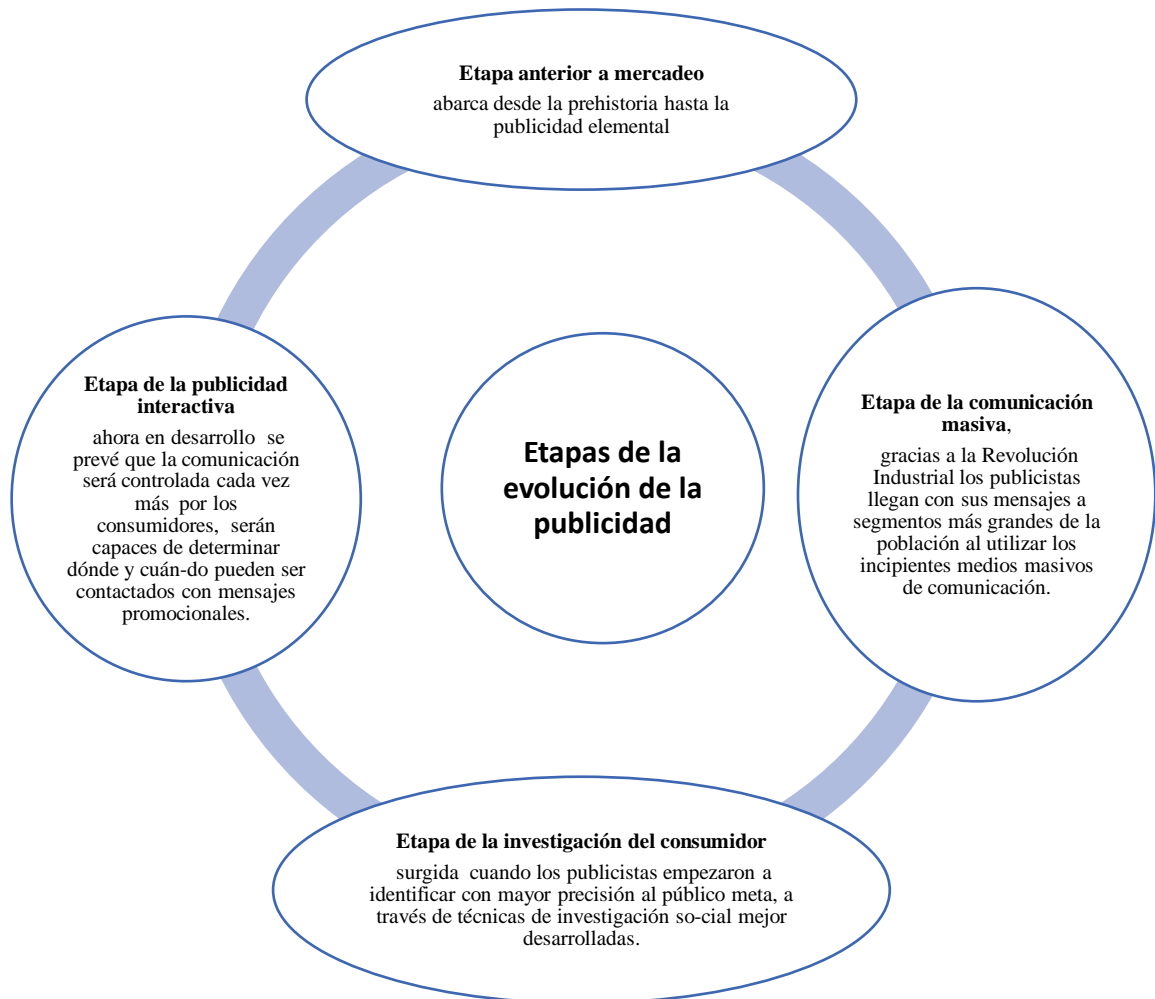 Etapa anterior a mercadeo
abarca desde la prehistoria hasta la
publicidad elemental
Etapa de la publicidad
interactiva
ahora en desarrollo se
prevé que la comunicación
será controlada cada vez
más por los
consumidores, serán
capaces de determinar
dónde y cuán-do pueden ser
contactados con mensajes
promocionales.
Etapas de la
evolución de la
publicidad
Etapa de la comunicación
masiva,
gracias a la Revolución
Industrial los publicistas
llegan con sus mensajes a
segmentos más grandes de la
población al utilizar los
incipientes medios masivos
de comunicación.
Etapa de la investigación del consumidor
surgida cuando los publicistas empezaron a
identificar con mayor precisión al público meta, a
través de técnicas de investigación so-cial mejor
desarrolladas.